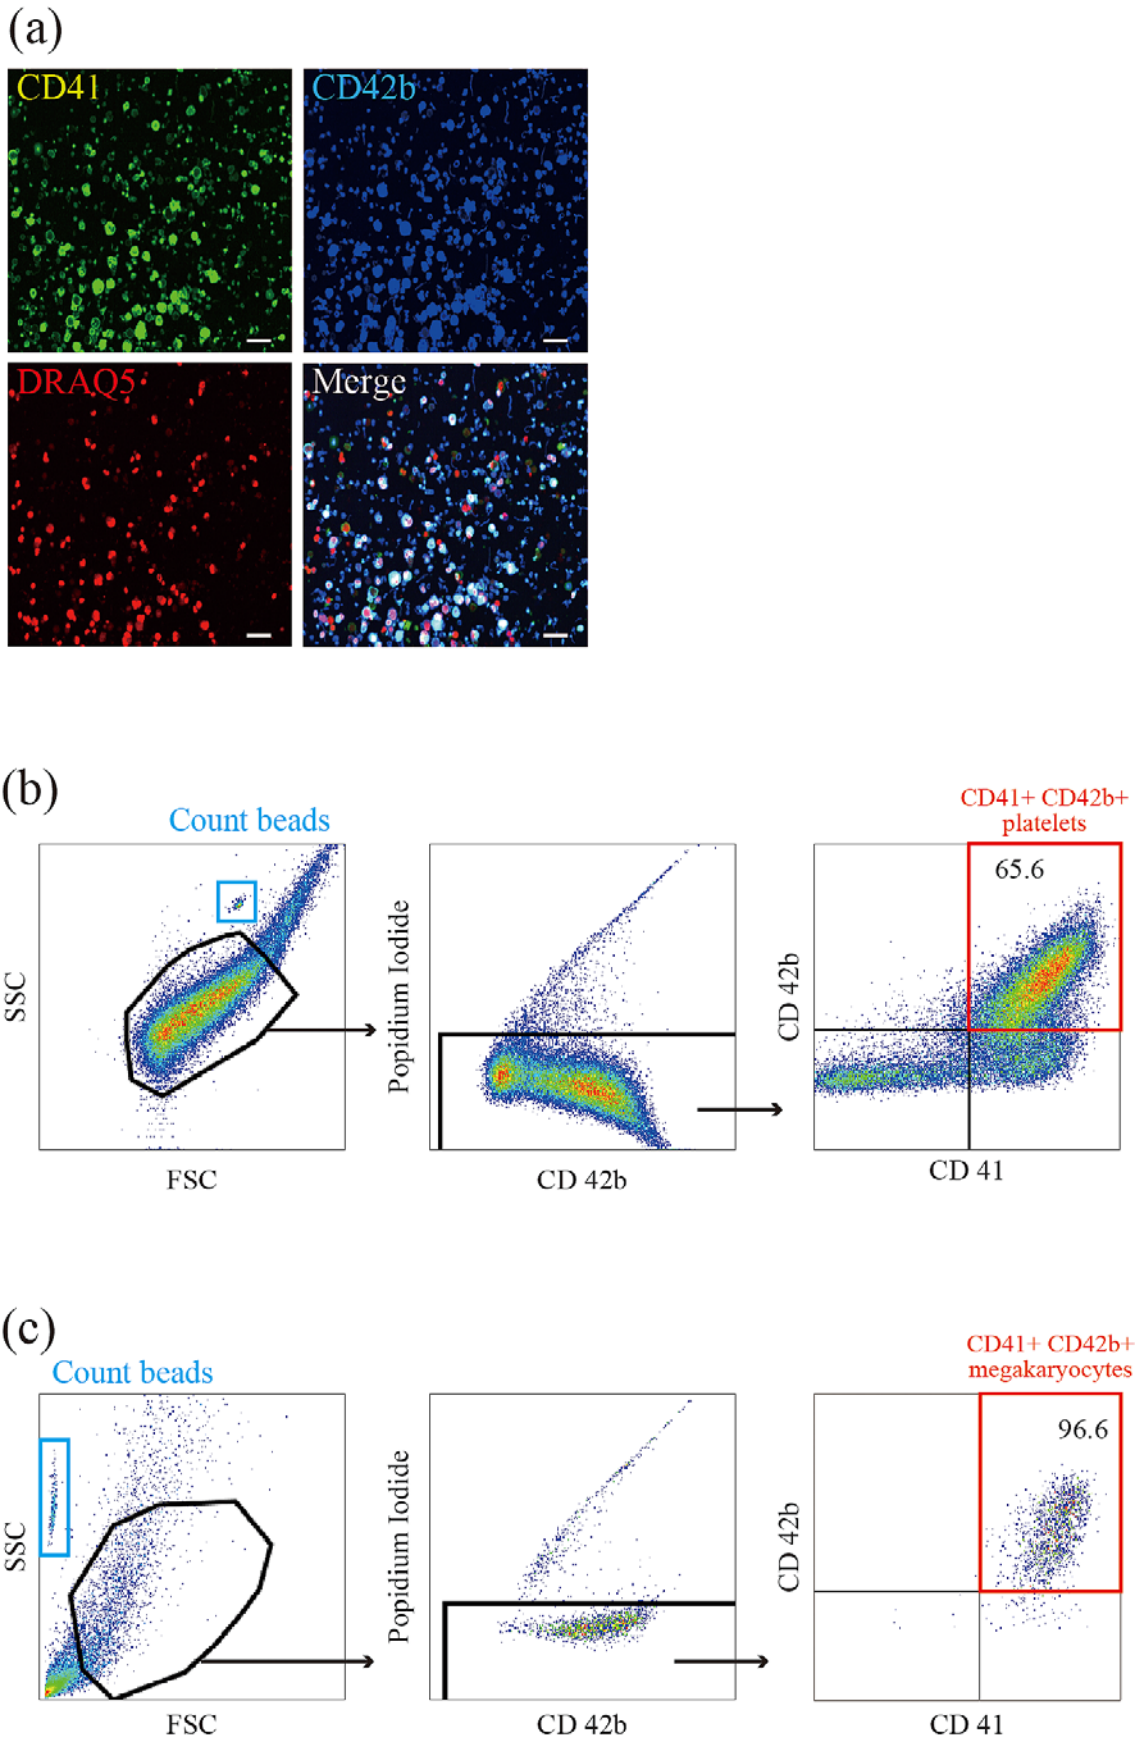 (a)
CD41
CD42b
DRAQ5
Merge
(b)
Count beads
SSC
FSC
Popidium Iodide
CD 42b
CD41+ CD42b+
platelets
65.6
CD 42b
CD 41
(c)
Count beads
SSC
FSC
Popidium Iodide
CD 42b
CD41+ CD42b+
megakaryocytes
96.6
CD 42b
CD 41